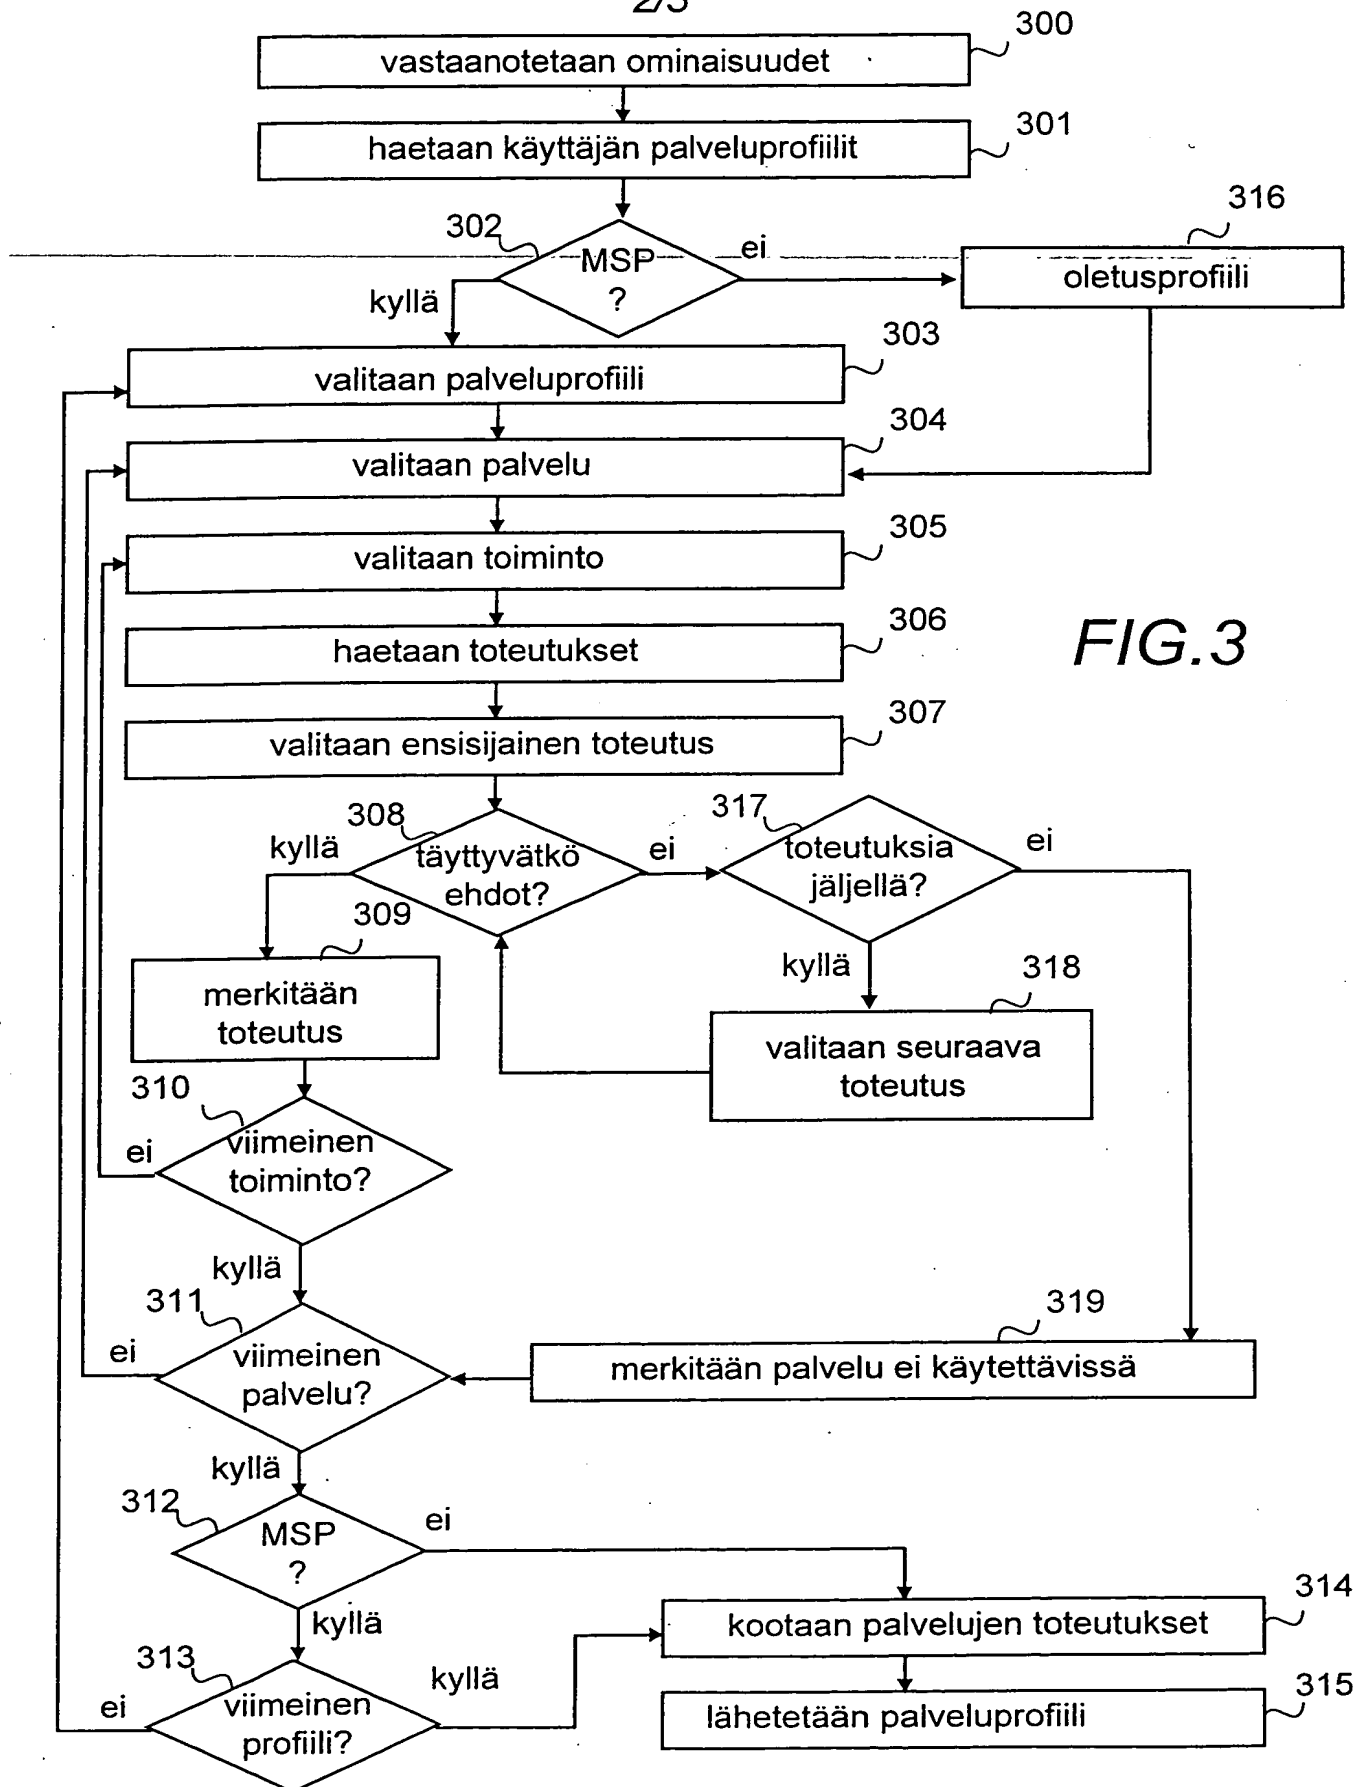 2/3
300
vastaanotetaan ominaisuudet
301
haetaan käyttäjän palveluprofiilit
302
MSP
?
ei
kyllä
316
oletusprofiili
303
valitaan palveluprofiili
304
valitaan palvelu
305
valitaan toiminto
306
haetaan toteutukset
FIG.3
307
valitaan ensisijainen toteutus
308
kyllä
täyttyvätkö
ehdot?
ei
317
toteutuksia
jäljellä?
ei
kyllä
309
merkitään
toteutus
318
valitaan seuraava
toteutus
310
viimeinen
toiminto?
ei
kyllä
311
viimeinen
palvelu?
ei
319
merkitään palvelu ei käytettävissä
kyllä
312
MSP
?
ei
kyllä
314
kootaan palvelujen toteutukset
313
viimeinen
profiili?
ei
kyllä
315
lähetetään palveluprofiili